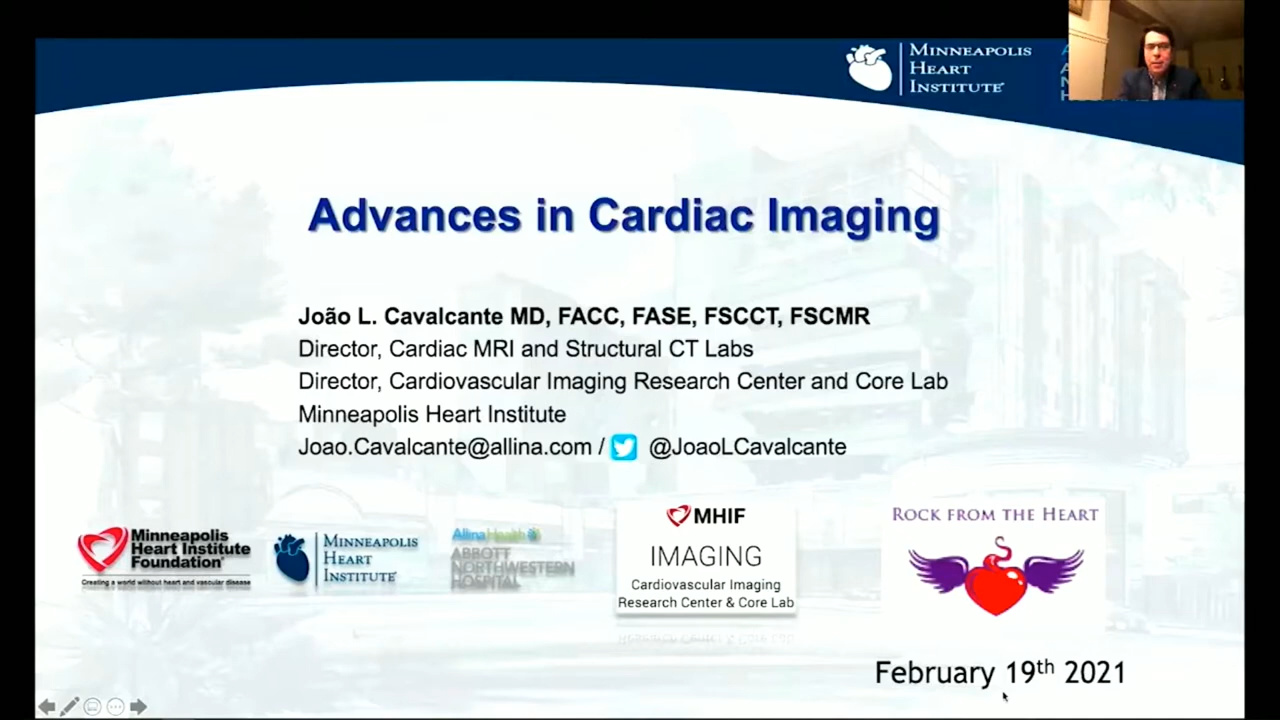 MINNEAPOLIS
HEART
INSTITUTE
Advances in Cardiac Imaging
João L. Cavalcante MD, FACC, FASE, FSCCT, FSCMR
Director, Cardiac MRI and Structural CT Labs
Director, Cardiovascular Imaging Research Center and Core Lab
Minneapolis Heart Institute
Joao.Cavalcante@allina.com / @JoaoLCavalcante
Minneapolis
Heart Institute
Foundation
Creating a world without heart and vascular disease
MINNEAPOLIS
HEART
INSTITUTE
Allina Health
ABBOTT
NORTHWESTERN
HOSPITAL
MHIF
IMAGING
Cardiovascular Imaging
Research Center & Core Lab
ROCK FROM THE HEART
February 19th 2021